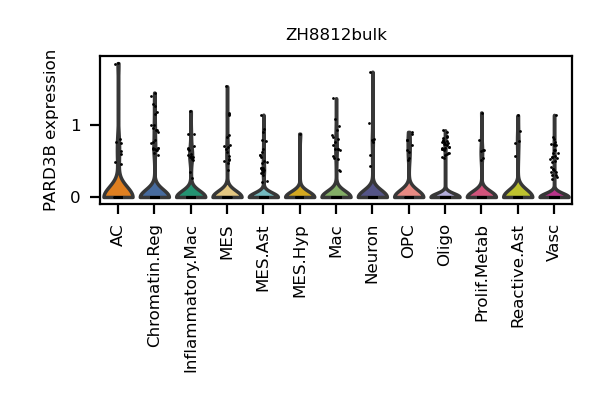 ZH8812bulk
PARD3B expression
1
0
AC
Chromatin.Reg
Inflammatory.Mac
MES
MES.Ast
MES.Hyp
Mac
Neuron
OPC
Oligo
Prolif.Metab
Reactive.Ast
Vasc